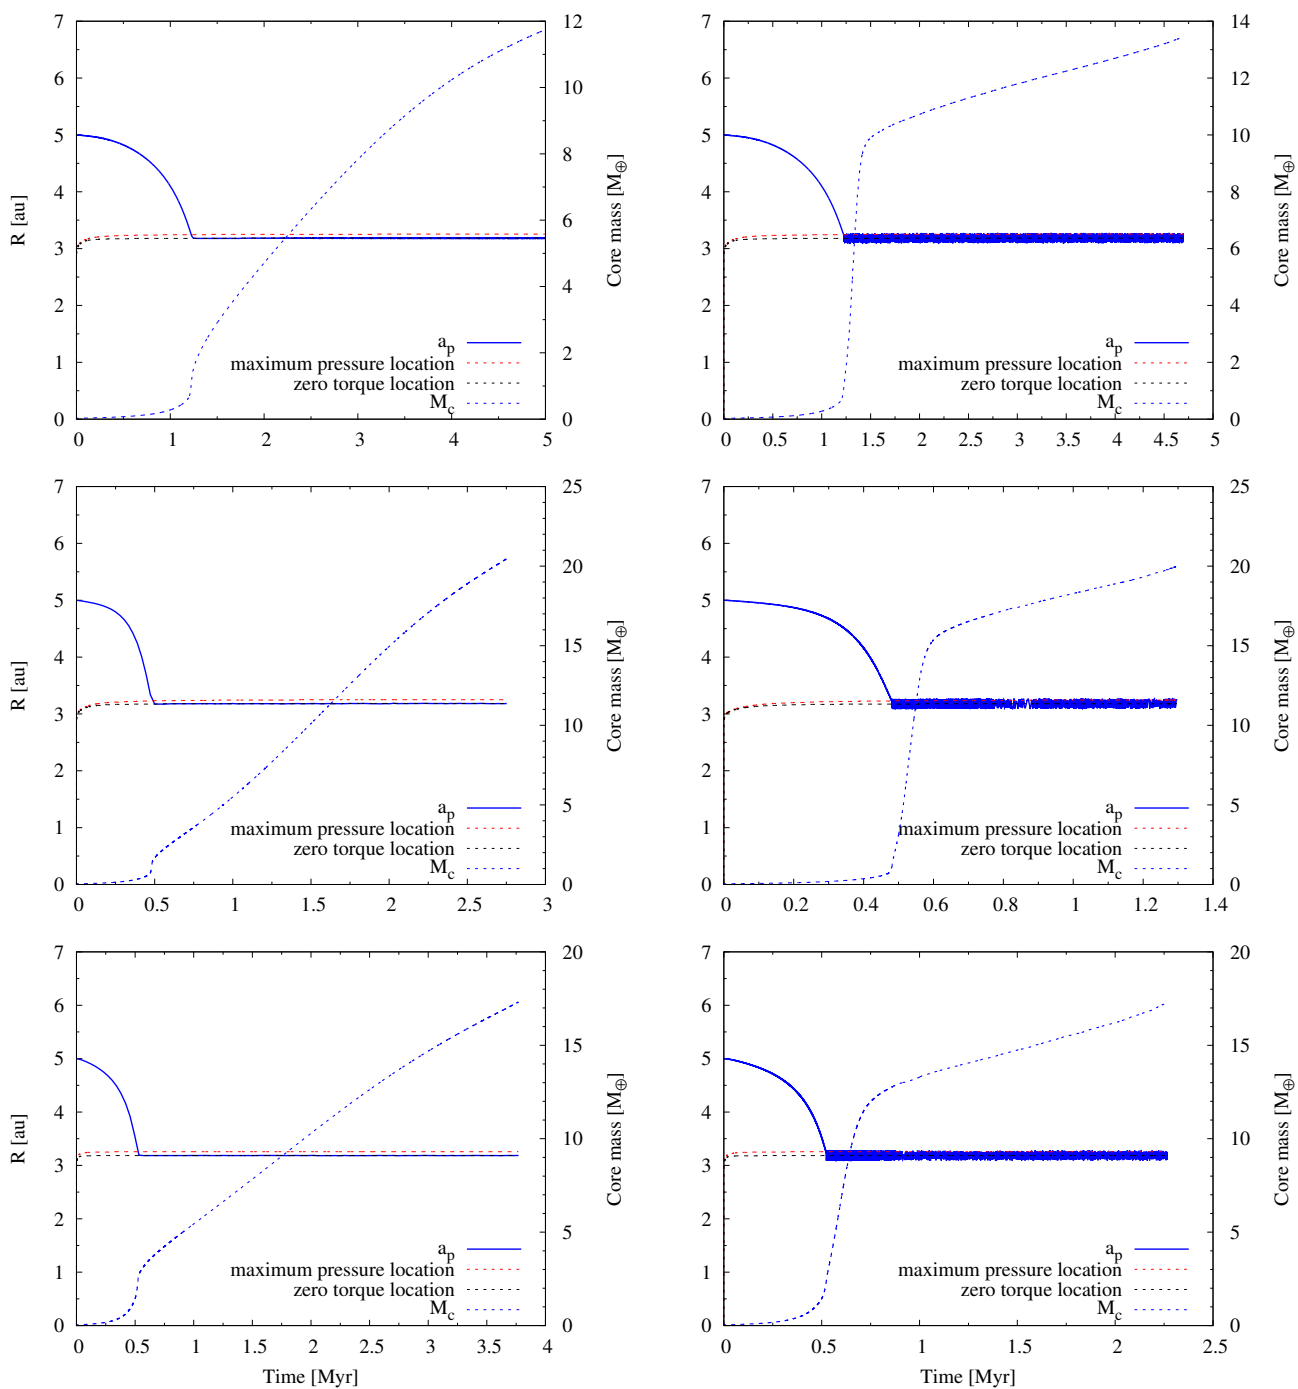 7
6
5
4
3
2
1
0
R [au]
12
10
8
6
4
2
0
Core mass [M⊕]
a_p
maximum pressure location
zero torque location
M_c
0 1 2 3 4 5
7
6
5
4
3
2
1
0
14
12
10
8
6
4
2
0
Core mass [M⊕]
a_p
maximum pressure location
zero torque location
M_c
0 0.5 1 1.5 2 2.5 3 3.5 4 4.5 5
7
6
5
4
3
2
1
0
R [au]
25
20
15
10
5
0
Core mass [M⊕]
a_p
maximum pressure location
zero torque location
M_c
0 0.5 1 1.5 2 2.5 3
7
6
5
4
3
2
1
0
25
20
15
10
5
0
Core mass [M⊕]
a_p
maximum pressure location
zero torque location
M_c
0 0.2 0.4 0.6 0.8 1 1.2 1.4
7
6
5
4
3
2
1
0
R [au]
20
15
10
5
0
Core mass [M⊕]
a_p
maximum pressure location
zero torque location
M_c
0 0.5 1 1.5 2 2.5 3 3.5 4
Time [Myr]
7
6
5
4
3
2
1
0
20
15
10
5
0
Core mass [M⊕]
a_p
maximum pressure location
zero torque location
M_c
0 0.5 1 1.5 2 2.5
Time [Myr]